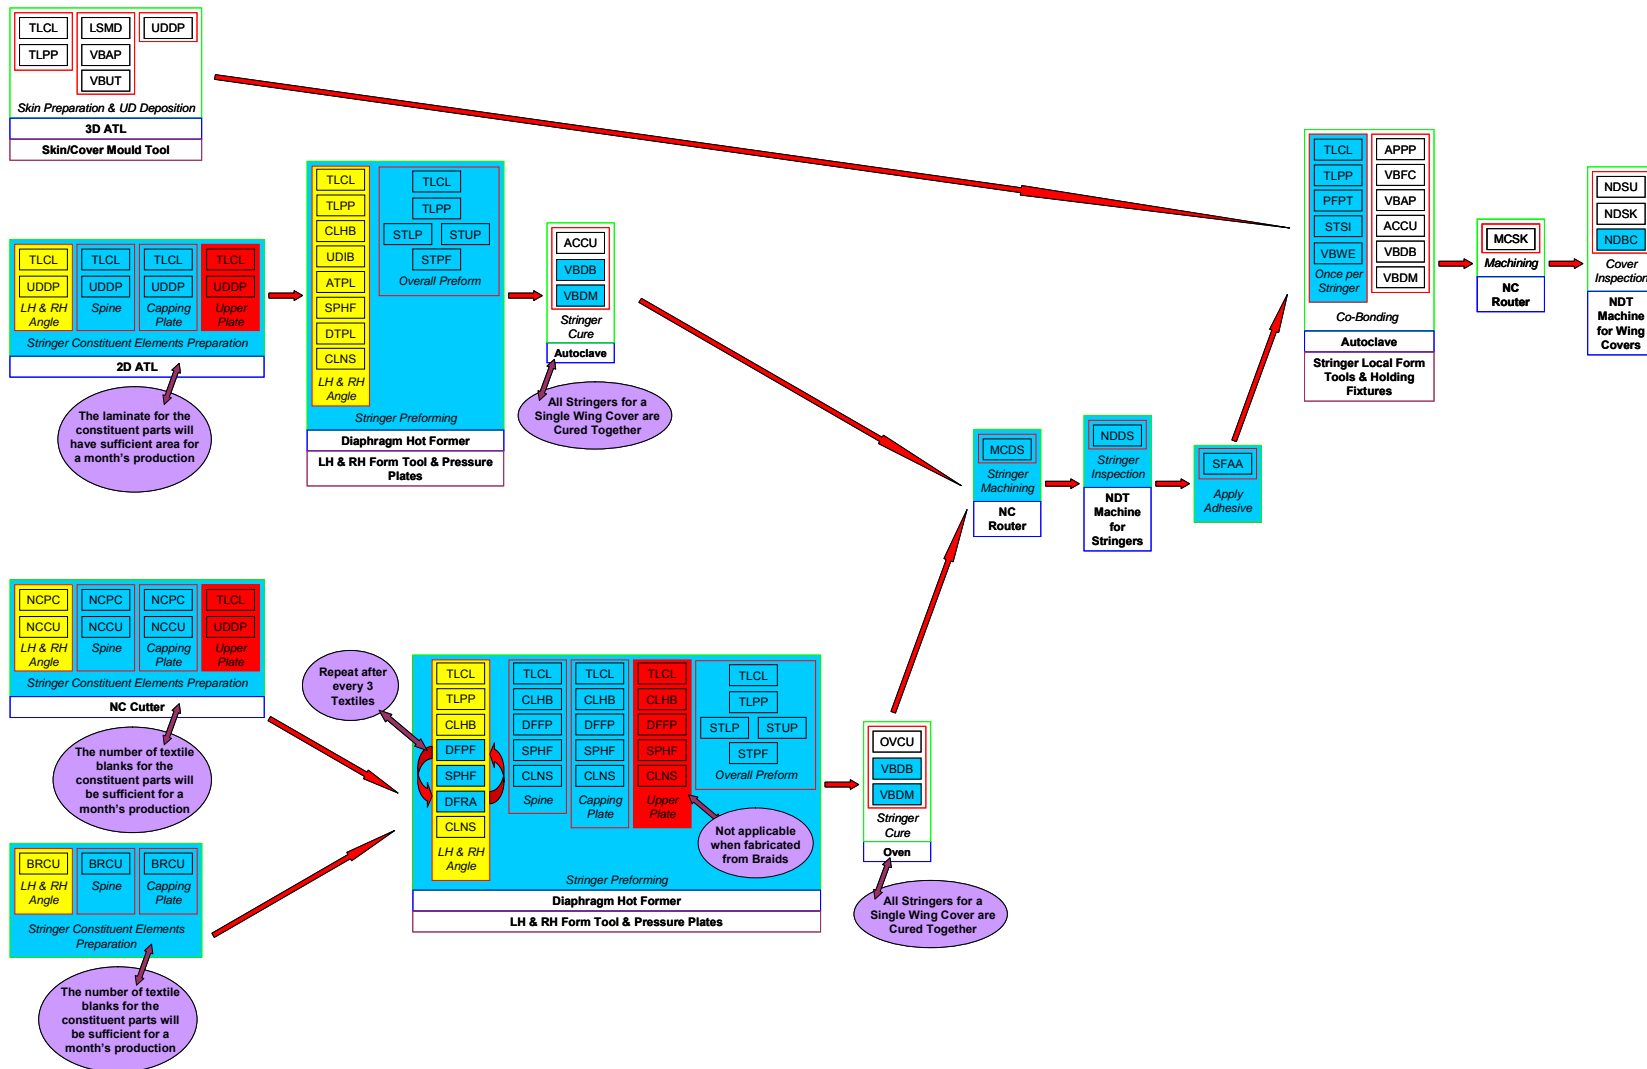 TLCL
TLPP
LSMD
VBAP
VBUT
UDDP
Skin Preparation & UD Deposition
3D ATL
Skin/Cover Mould Tool
TLCL
UDDP
LH & RH
Angle
TLCL
UDDP
Spine
TLCL
UDDP
Capping
Plate
TLCL
UDDP
Upper
Plate
Stringer Constituent Elements Preparation
2D ATL
The laminate for the
constituent parts will
have sufficient area for
a month's production
TLCL
TLPP
CLHB
UDIB
ATPL
SPHF
DTPL
CLNS
LH & RH
Angle
TLCL
TLPP
STLP
STUP
STPF
Overall Preform
Stringer Preforming
Diaphragm Hot Former
LH & RH Form Tool & Pressure
Plates
ACCU
VBDB
VBDM
Stringer
Cure
Autoclave
All Stringers for a
Single Wing Cover are
Cured Together
NCPC
NCCU
LH & RH
Angle
NCPC
NCCU
Spine
NCPC
NCCU
Capping
Plate
TLCL
UDDP
Upper
Plate
Stringer Constituent Elements Preparation
NC Cutter
The number of textile
blanks for the
constituent parts will
be sufficient for a
month's production
BRCU
LH & RH
Angle
BRCU
Spine
BRCU
Capping
Plate
Stringer Constituent Elements
Preparation
The number of textile
blanks for the
constituent parts will
be sufficient for a
month's production
Repeat after
every 3
Textiles
TLCL
TLPP
CLHB
DFPF
SPHF
DFRA
CLNS
LH & RH
Angle
TLCL
CLHB
DFFP
SPHF
CLNS
Spine
TLCL
CLHB
DFFP
SPHF
CLNS
Capping
Plate
TLCL
CLHB
DFFP
SPHF
CLNS
Upper
Plate
TLCL
TLPP
STLP
STUP
STPF
Overall Preform
Not applicable
when fabricated
from Braids
Stringer Preforming
Diaphragm Hot Former
LH & RH Form Tool & Pressure Plates
OVCU
VBDB
VBDM
Stringer
Cure
Oven
All Stringers for a
Single Wing Cover are
Cured Together
MCDS
Stringer
Machining
NC
Router
NDDS
Stringer
Inspection
NDT
Machine
for
Stringers
SFAA
Apply
Adhesive
TLCL
TLPP
PFPT
STSI
VBWE
Once per
Stringer
APPP
VBFC
VBAP
ACCU
VBDB
VBDM
Co-Bonding
Autoclave
Stringer Local Form
Tools & Holding
Fixtures
MCSK
Machining
NC
Router
NDSU
NDSK
NDBC
Cover
Inspection
NDT
Machine
for Wing
Covers